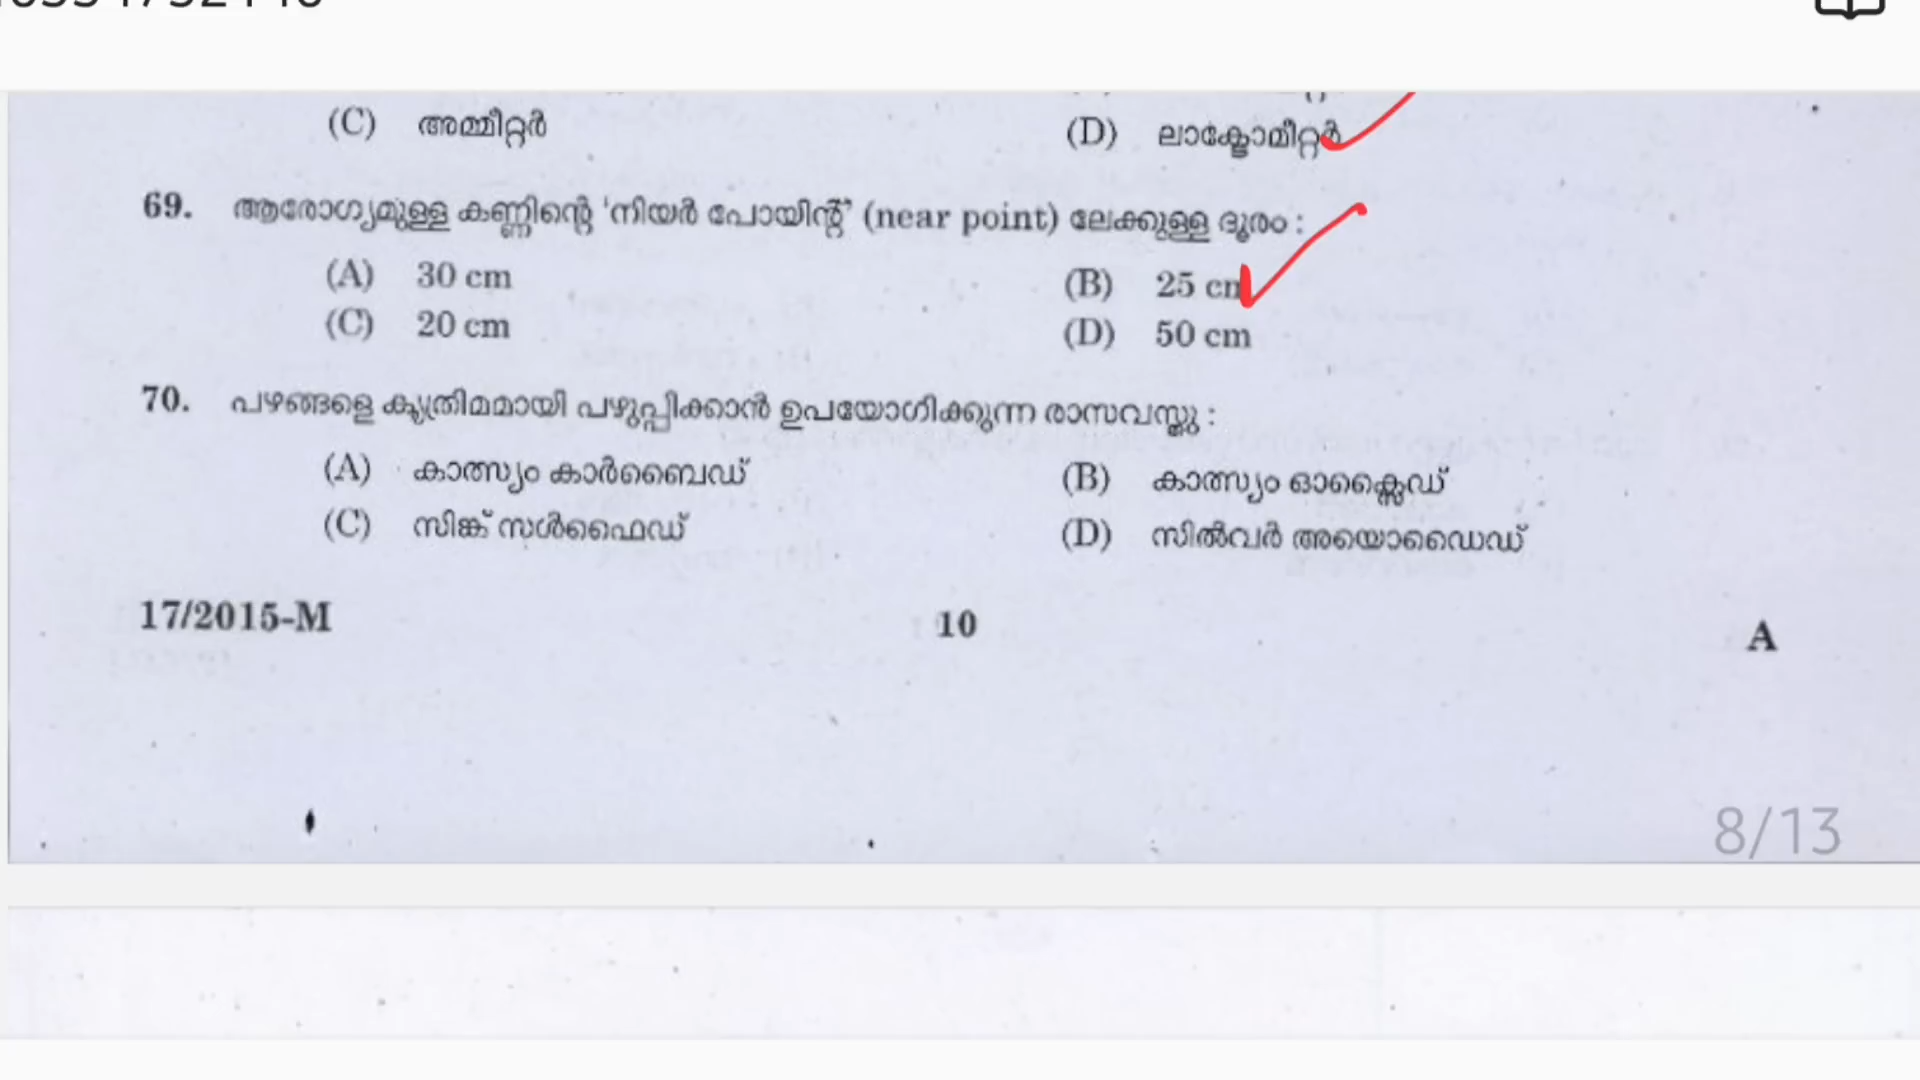 (C) അമ്മീറ്റർ (D) ലാക്ടോമീറ്റർ
69. ആരോഗ്യമുള്ള കണ്ണിന്റെ 'നിയർ പോയിന്റ്' (near point) ലേക്കുള്ള ദൂരം :
(A) 30 cm (B) 25 cm
(C) 20 cm (D) 50 cm
70. പഴങ്ങളെ കൃത്രിമമായി പഴുപ്പിക്കാൻ ഉപയോഗിക്കുന്ന രാസവസ്തു :
(A) കാത്സ്യം കാർബൈഡ് (B) കാത്സ്യം ഓക്സൈഡ്
(C) സിങ്ക് സൾഫൈഡ് (D) സിൽവർ അയൊഡൈഡ്
17/2015-M 10 A
8/13